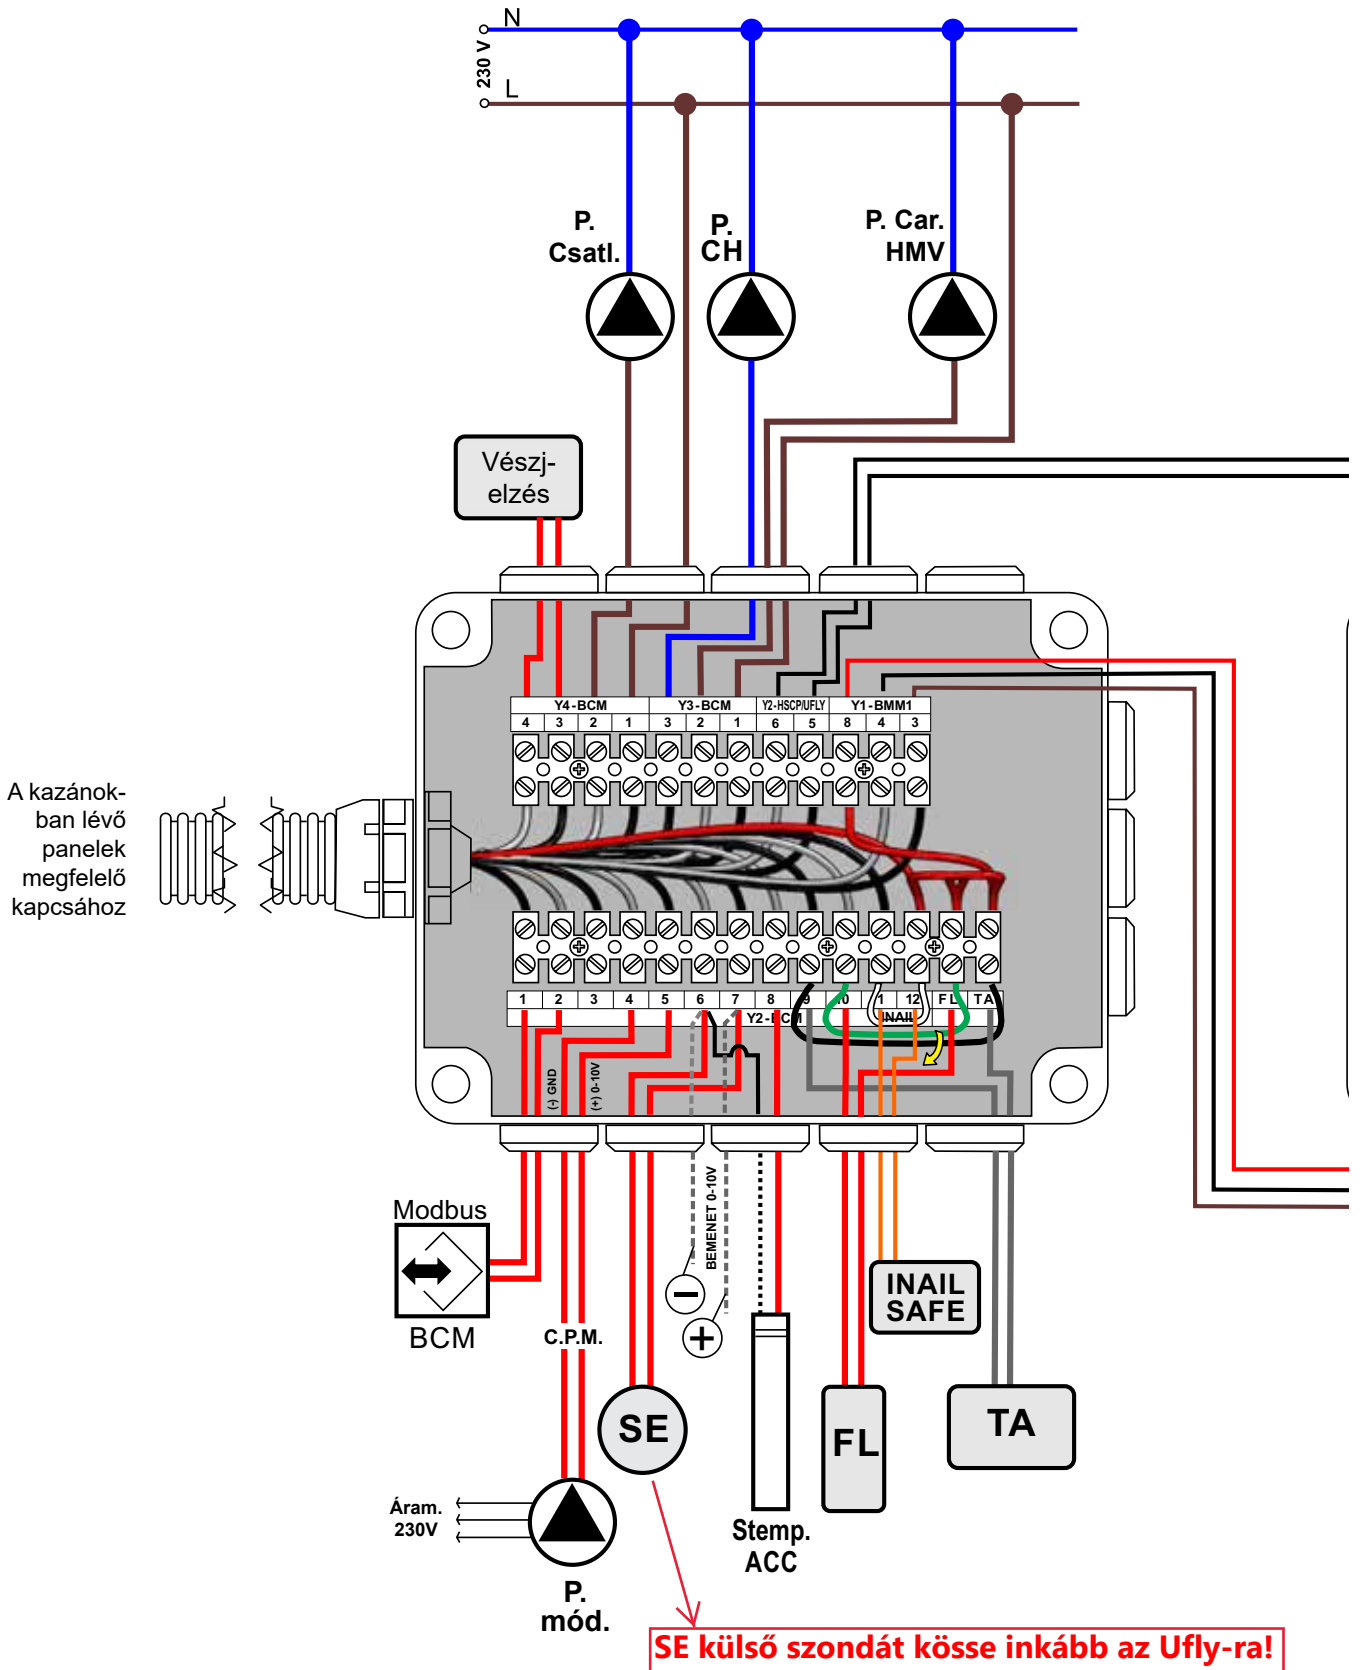 N
230 V
L
P.
Csatl.
P.
CH
P. Car.
HMV
Vészj-
elzés
Y4-BCM
Y3-BCM
Y2-HSCP/UFLY
Y1-BMM1
4 3 2 1 3 2 1 6 5 8 4 3
A kazánok-
ban lévő
panelek
megfelelő
kapcsához
1 2 3 4 5 6 7 8 9 10 11 12 FL TA
Y2-BCM
INAIL
(-) GND
(+) 0-10V
BEMENET 0-10V
Modbus
BCM
C.P.M.
INAIL
SAFE
SE
FL
TA
Áram.
230V
P.
mód.
Stemp.
ACC
SE külső szondát kösse inkább az Ufly-ra!